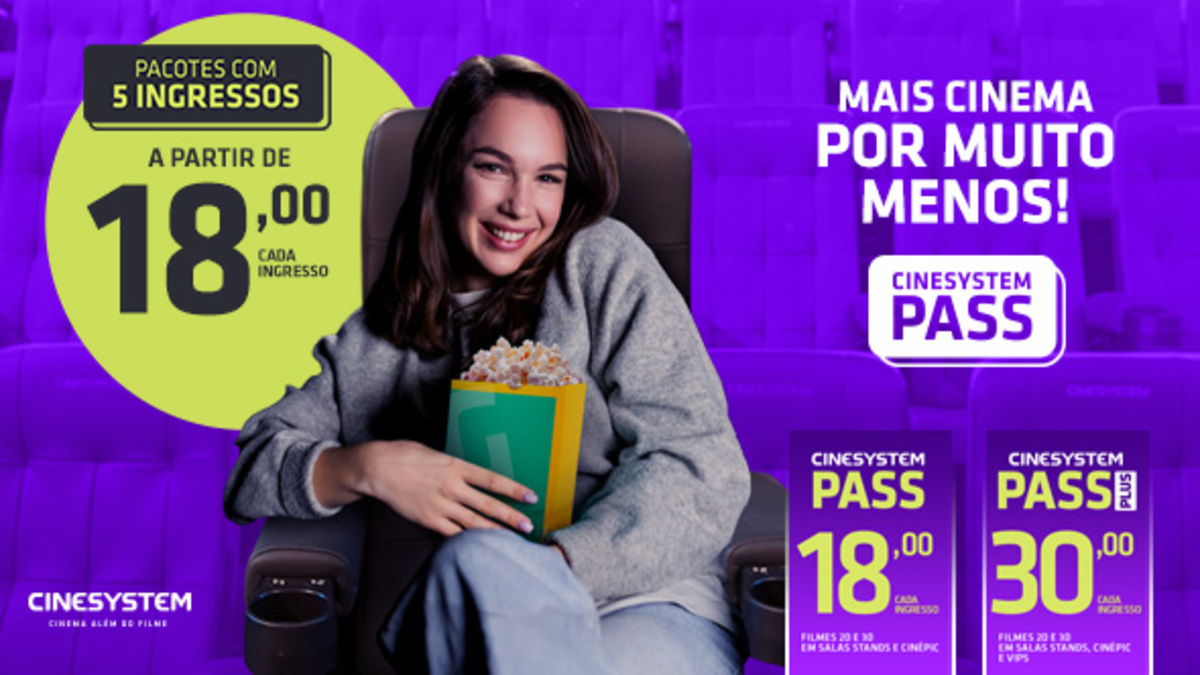 PACOTES COM
5 INGRESSOS
A PARTIR DE
18,00
CADA
INGRESSO
MAIS CINEMA
POR MUITO
MENOS!
CINESYSTEM
PASS
CINESYSTEM
PASS
18,00
CADA
INGRESSO
FILMES 2D E 3D
EM SALAS STANDS E CINÉPIC
CINESYSTEM
PASS PLUS
30,00
CADA
INGRESSO
FILMES 2D E 3D
EM SALAS STANDS, CINÉPIC
E VIPS
CINESYSTEM
CINEMA ALÉM DO FILME